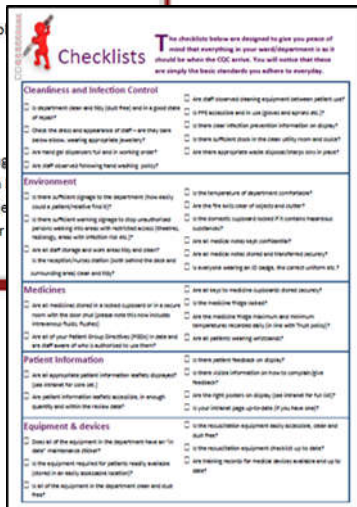 Checklists
The checklists below are designed to give you peace of
mind that everything in your ward/department is as it
should be when the CQC arrive. You will notice that these
are simply the basic standards you adhere to everyday.
Cleanliness and Infection Control
Is department clean and tidy (dust free) and in a good state
of repair?
Check the dress and appearance of staff – are they bare
below elbow, wearing appropriate jewellery?
Are hand gel dispensers full and in working order?
Are staff observed following hand washing policy?
Are staff observed cleaning equipment between patient use?
Is PPE accessible and in use (gloves and aprons etc.)?
Is there clear infection prevention information on display?
Is there sufficient stock in the clean utility room and sluice?
Are there appropriate waste disposal/sharps bins in place?
Environment
Is there sufficient signage to the department (how easily
could a patient/relative find it)?
Is there sufficient warning signage to stop unauthorised
persons walking into areas with restricted access (theatres,
radiology, areas with infection risk etc.)?
Are all staff storage and work areas tidy and clean?
Is the reception/nurses station (both behind the desk and
surrounding area) clean and tidy?
Is the temperature of department comfortable?
Are the fire exits clear of objects and clutter?
Is the domestic cupboard locked if it contains hazardous
substances?
Are all medical notes kept confidential?
Are all medical notes stored and transferred securely?
Is everyone wearing an ID badge, the correct uniform etc.?
Medicines
Are all medicines stored in a locked cupboard or in a secure
room with the door shut (please note this now includes
intravenous fluids, flushes)
Are all of your Patient Group Directives (PGDs) in date and
are staff aware of who is authorised to use them?
Are all keys to medicine cupboards stored securely?
Is the medicine fridge locked?
Are the medicine fridge maximum and minimum
temperatures recorded daily (in line with Trust policy)?
Are all patients wearing wristbands?
Patient Information
Are all appropriate patient information leaflets displayed?
(see intranet for core list)
Are patient information leaflets accessible, in enough
quantity and within the review date?
Is there patient feedback on display?
Is there visible information on how to complain/give
feedback?
Are the right posters on display (see intranet for full list)?
Is your intranet page up-to-date (if you have one)?
Equipment & devices
Does all of the equipment in the department have an "in
date" maintenance sticker?
Is the equipment required for patients readily available
(stored in an easily accessible location)?
Is all of the equipment in the department clean and dust
free?
Is the resuscitation equipment easily accessible, clean and
dust free?
Is the resuscitation equipment checklist up to date?
Are training records for medical devices available and up to
date?